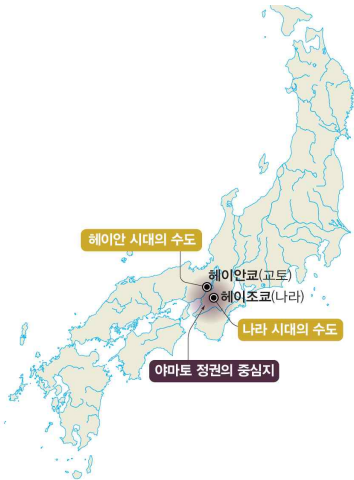 헤이안 시대의 수도
헤이안쿄(교토)
헤이조쿄(나라)
나라 시대의 수도
야마토 정권의 중심지